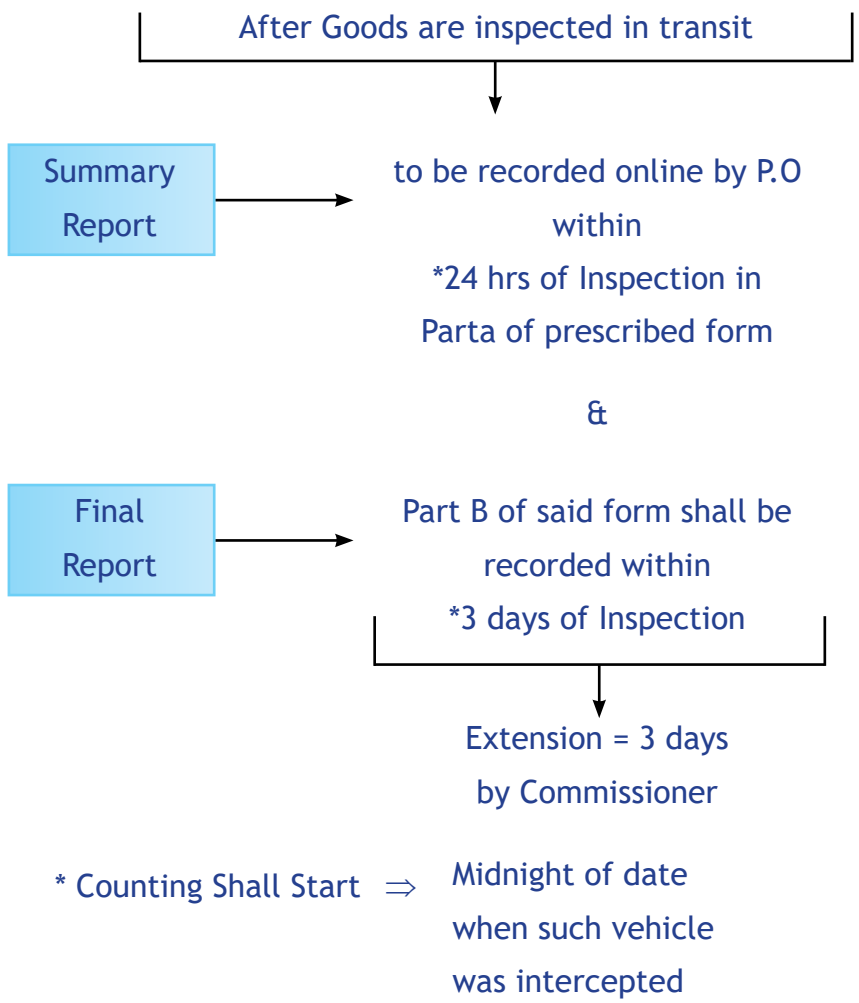 After Goods are inspected in transit
Summary
Report
to be recorded online by P.O
within
*24 hrs of Inspection in
Parta of prescribed form
&
Final
Report
Part B of said form shall be
recorded within
*3 days of Inspection
Extension = 3 days
by Commissioner
* Counting Shall Start ⇒ Midnight of date
when such vehicle
was intercepted